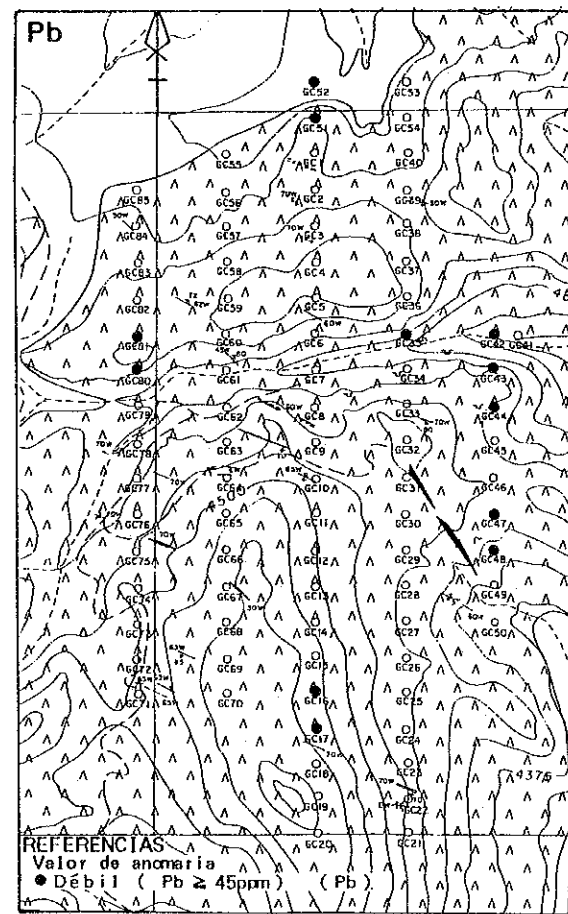 Pb
GC52 GC53
GC51 GC54
GC55 GC1 GC40
GC85 GC56 GC2 GC39
GC84 GC57 GC3 GC38
GC83 GC58 GC4 GC37
GC82 GC59 GC5 GC36
GC81 GC60 GC6 GC35 GC42 GC41
GC80 GC61 GC7 GC34 GC43
GC79 GC62 GC8 GC33 GC44
GC78 GC63 GC9 GC32 GC45
GC77 GC64 GC10 GC31 GC46
4500
GC76 GC65 GC11 GC30 GC47
GC75 GC66 GC12 GC29 GC48
GC74 GC67 GC13 GC28 GC49
GC73 GC68 GC14 GC27 GC50
GC72 GC69 GC15 GC26
GC71 GC70 GC16 GC25
GC17 GC24
GC18 GC23
4375
GC19 GC22
GC20 GC21
REFERENCIAS
Valor de anomaria
● Débil ( Pb ≧ 45ppm) (Pb)